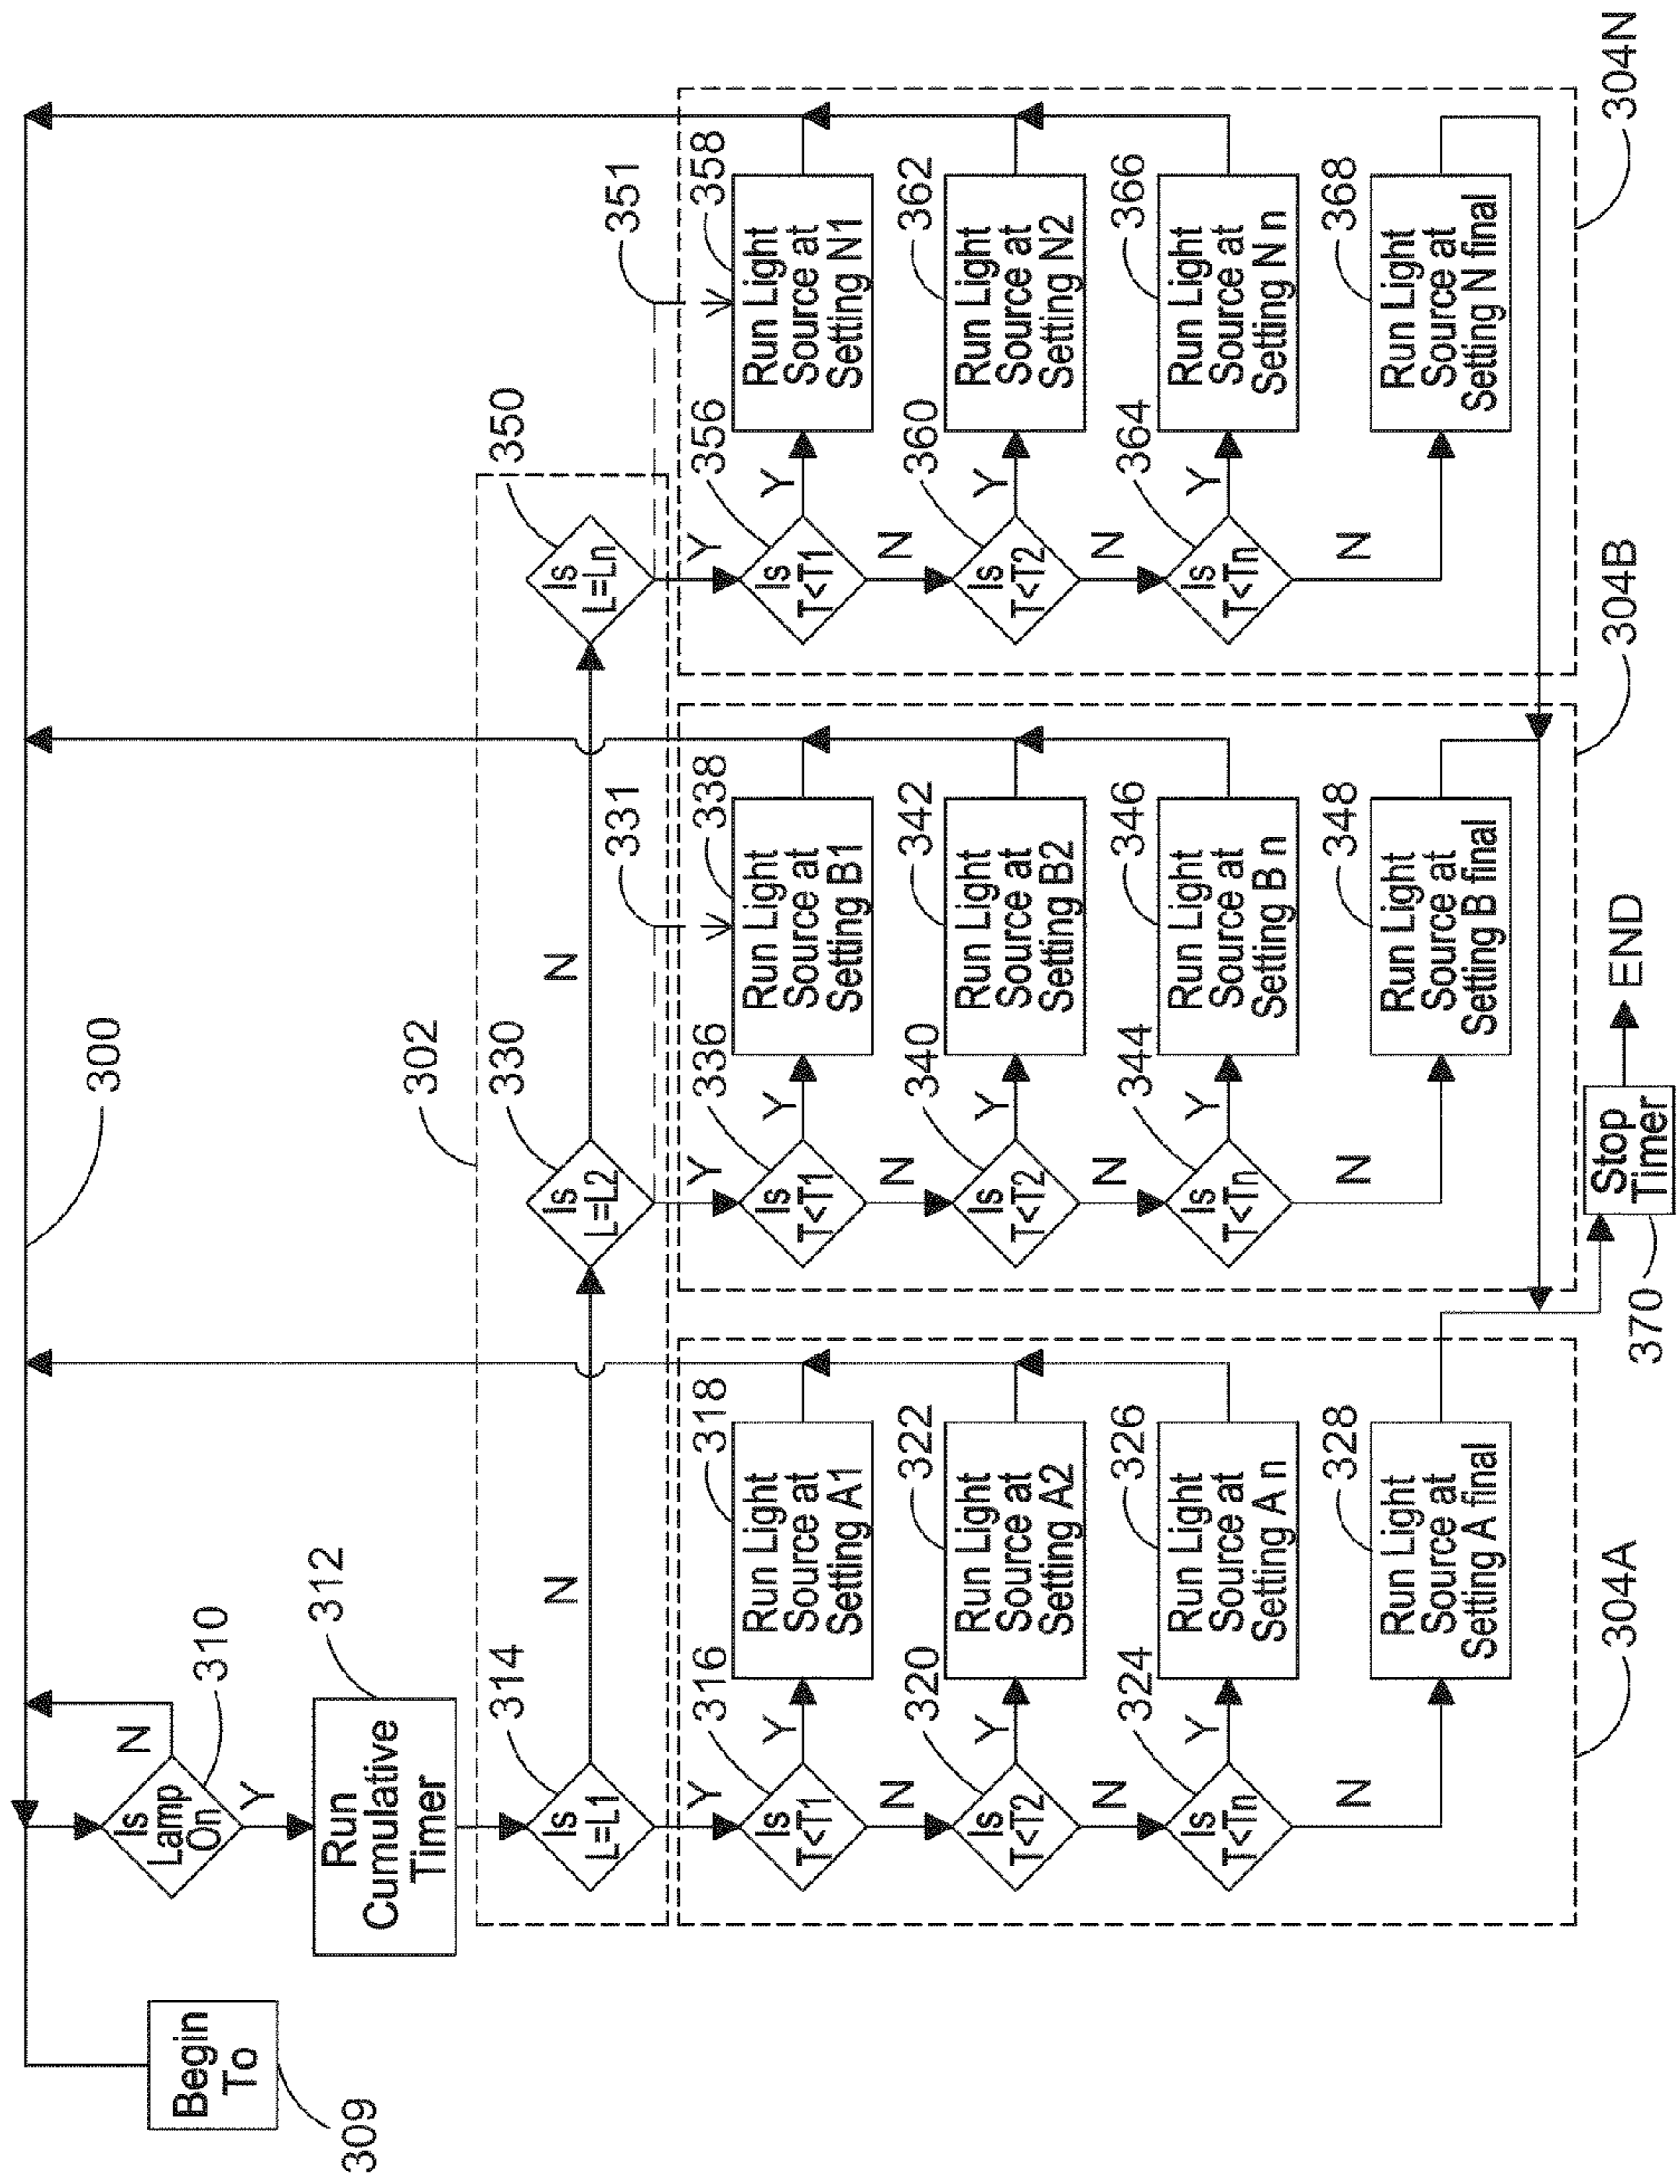 300
Begin
To
309
Is
Lamp
On
310
N
Y
Run
Cumulative
Timer
312
302
Is
L=L1
314
N
Y
Is
L=L2
330
N
Y
331
Is
L=Ln
350
Y
351
Is
T<T1
316
Y
Run Light
Source at
Setting A1
318
N
Is
T<T2
320
Y
Run Light
Source at
Setting A2
322
N
Is
T<Tn
324
Y
Run Light
Source at
Setting A n
326
N
Run Light
Source at
Setting A final
328
304A
Is
T<T1
336
Y
Run Light
Source at
Setting B1
338
N
Is
T<T2
340
Y
Run Light
Source at
Setting B2
342
N
Is
T<Tn
344
Y
Run Light
Source at
Setting B n
346
N
Run Light
Source at
Setting B final
348
304B
Is
T<T1
356
Y
Run Light
Source at
Setting N1
358
N
Is
T<T2
360
Y
Run Light
Source at
Setting N2
362
N
Is
T<Tn
364
Y
Run Light
Source at
Setting N n
366
N
Run Light
Source at
Setting N final
368
304N
Stop
Timer
370
END